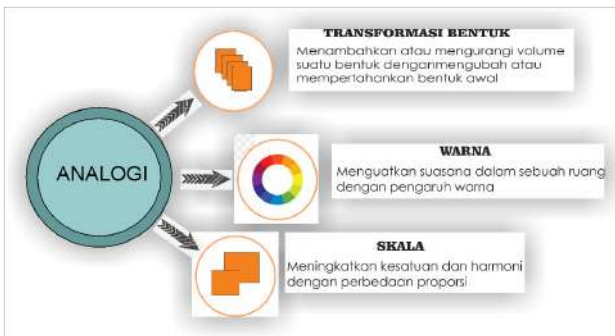 TRANSFORMASI BENTUK
Menambahkan atau mengurangi volume
suatu bentuk denganmengubah atau
mempertahankan bentuk awal
ANALOGI
WARNA
Menguatkan suasana dalam sebuah ruang
dengan pengaruh warna
SKALA
Meningkatkan kesatuan dan harmoni
dengan perbedaan proporsi